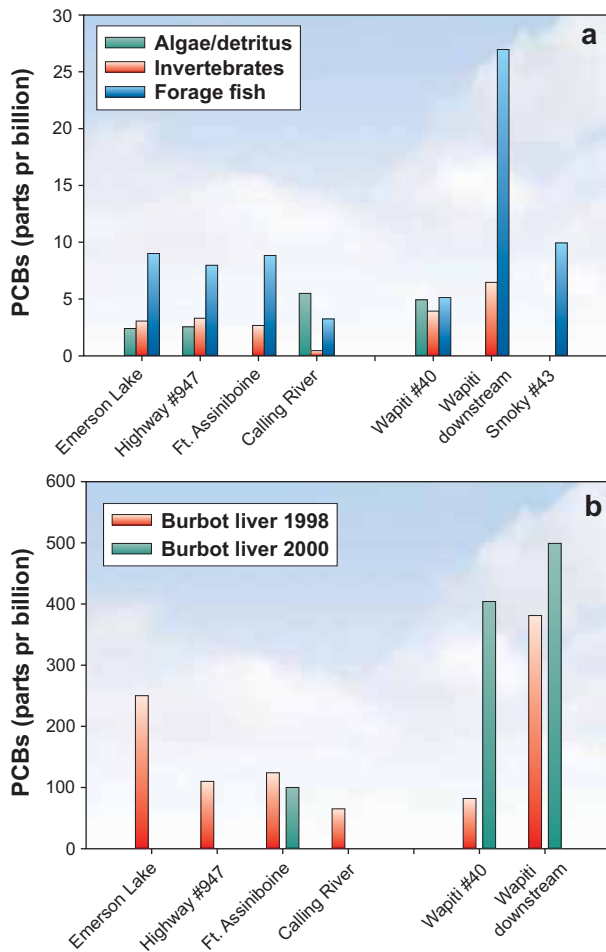 a
Algae/detritus
Invertebrates
Forage fish
PCBs (parts pr billion)
30
25
20
15
10
5
0
Emerson Lake
Highway #947
Ft. Assiniboine
Calling River
Wapiti #40
Wapiti
downstream
Smoky #43
b
Burbot liver 1998
Burbot liver 2000
PCBs (parts pr billion)
600
500
400
300
200
100
0
Emerson Lake
Highway #947
Ft. Assiniboine
Calling River
Wapiti #40
Wapiti
downstream